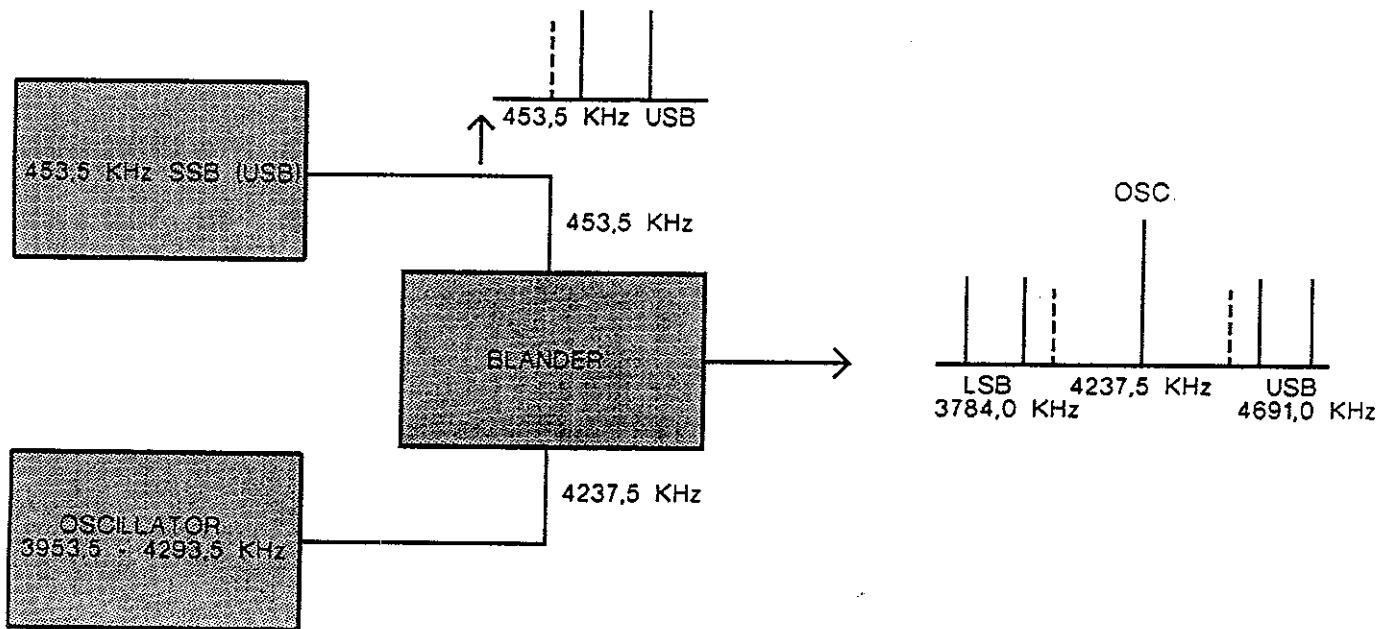 453,5 KHz USB
453,5 KHz SSB (USB)
453,5 KHz
BLANDER
4237,5 KHz
OSCILLATOR
3953,5 - 4293,5 KHz
OSC.
LSB 4237,5 KHz USB
3784,0 KHz 4691,0 KHz